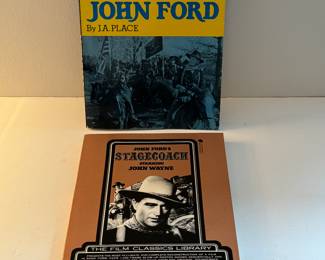 JOHN FORD
By J.A. PLACE
JOHN FORD'S
STAGECOACH
STARRING
JOHN WAYNE
THE FILM CLASSICS LIBRARY